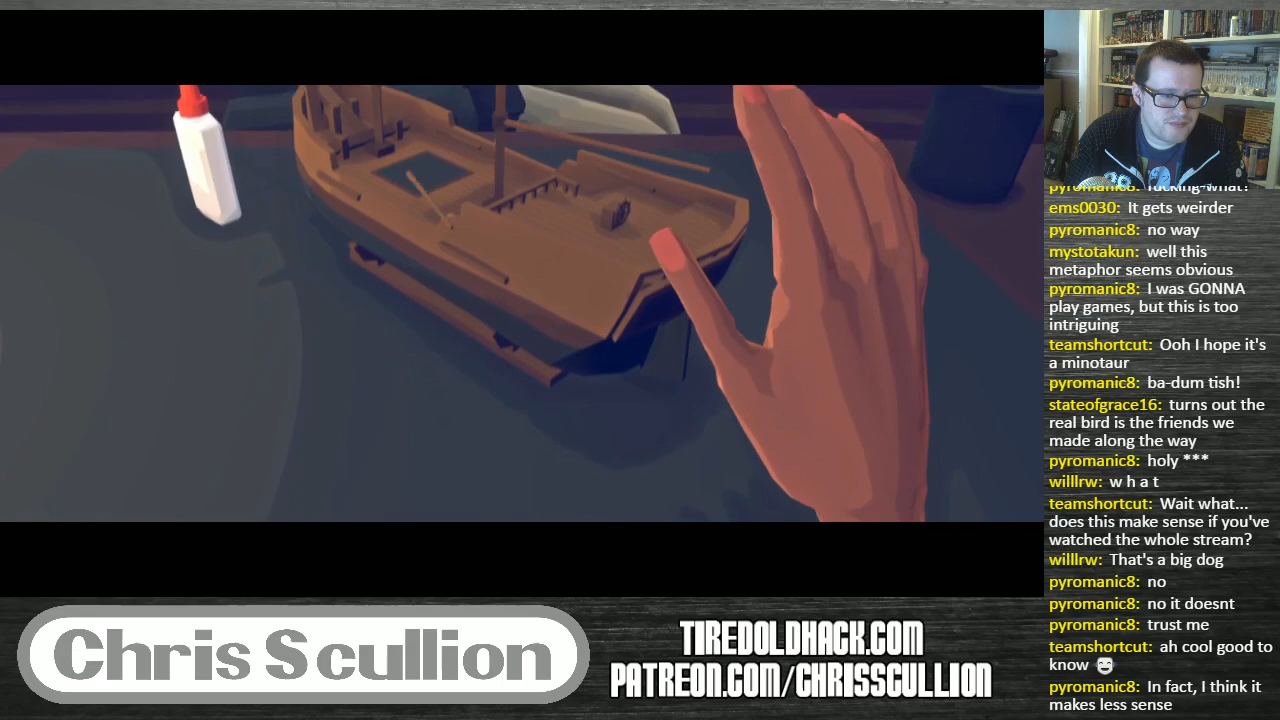 pyromanic8: fucking-what?
ems0030: It gets weirder
pyromanic8: no way
mystotakun: well this
metaphor seems obvious
pyromanic8: I was GONNA
play games, but this is too
intriguing
teamshortcut: Ooh I hope it's
a minotaur
pyromanic8: ba-dum tish!
stateofgrace16: turns out the
real bird is the friends we
made along the way
pyromanic8: holy ***
willlrw: w h a t
teamshortcut: Wait what...
does this make sense if you've
watched the whole stream?
willlrw: That's a big dog
pyromanic8: no
pyromanic8: no it doesnt
pyromanic8: trust me
teamshortcut: ah cool good to
know
pyromanic8: In fact, I think it
makes less sense
Chris Scullion
TIREDOLDHACK.COM
PATREON.COM/CHRISSCULLION